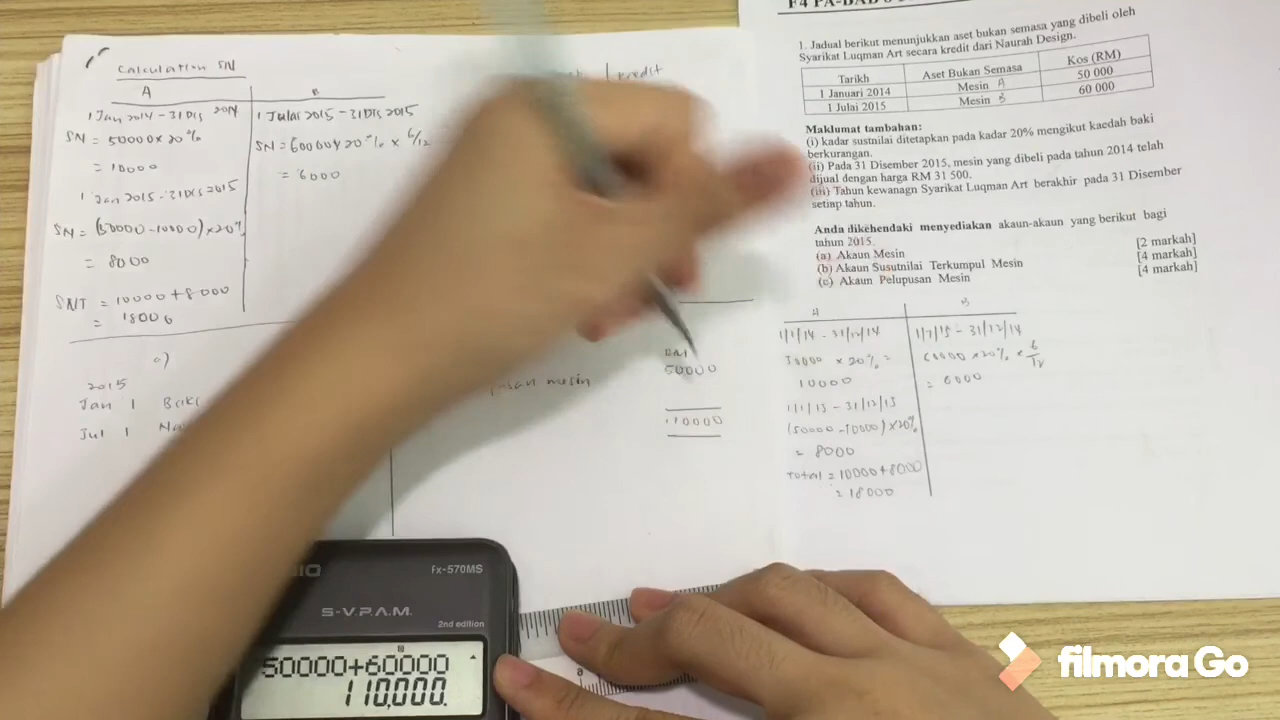 Calculation SN
A
B
1 Jan 2014 - 31 Dis 2014
SN = 50000 x 20%
= 10000
1 Jan 2015 - 31 Dis 2015
SN = (50000 - 10000) x 20%
= 8000
SNT = 10000 + 8000
= 18000
1 Julai 2015 - 31 Dis 2015
SN = 60000 x 20% x 6/12
= 6000
kredit
a)
2015
Jan 1 Baki
Jul 1
mesin
50000
110000
1. Jadual berikut menunjukkan aset bukan semasa yang dibeli oleh
Syarikat Luqman Art secara kredit dari Naurah Design.
Tarikh Aset Bukan Semasa Kos (RM)
1 Januari 2014 Mesin A 50 000
1 Julai 2015 Mesin B 60 000
Maklumat tambahan:
(i) kadar sustnilai ditetapkan pada kadar 20% mengikut kaedah baki
berkurangan.
(ii) Pada 31 Disember 2015, mesin yang dibeli pada tahun 2014 telah
dijual dengan harga RM 31 500.
(iii) Tahun kewanagn Syarikat Luqman Art berakhir pada 31 Disember
setiap tahun.
Anda dikehendaki menyediakan akaun-akaun yang berikut bagi
tahun 2015.
(a) Akaun Mesin [2 markah]
(b) Akaun Susutnilai Terkumpul Mesin [4 markah]
(c) Akaun Pelupusan Mesin [4 markah]
A
B
1/1/14 - 31/12/14
50000 x 20% =
10000
1/1/15 - 31/12/15
(50000 - 10000) x 20%
= 8000
Total = 10000 + 8000
= 18000
1/7/15 - 31/12/14
60000 x 20% x 6/12
= 6000
fx-570MS
S-V.P.A.M.
2nd edition
50000+60000
110,000.
8
filmora Go